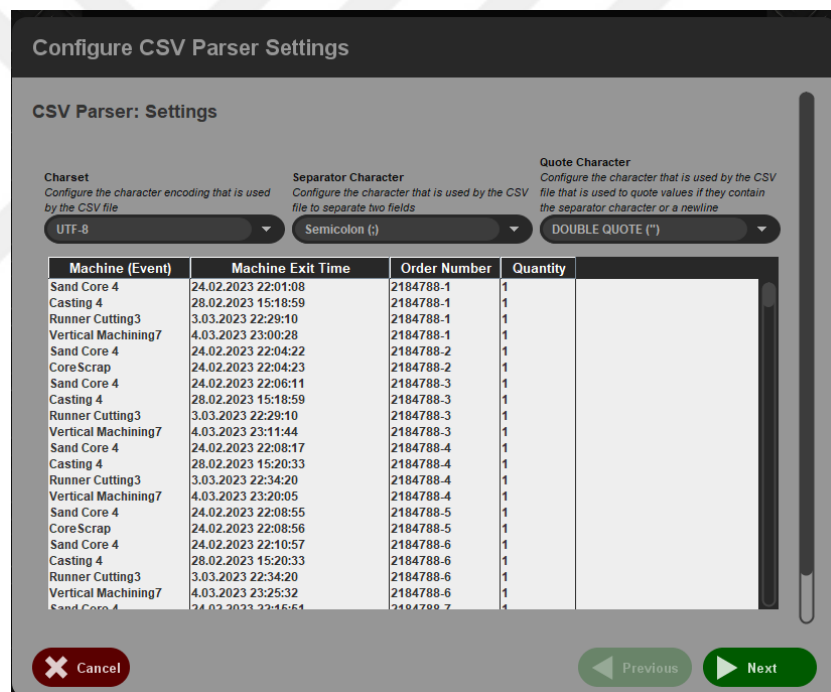 Configure CSV Parser Settings
CSV Parser: Settings
Charset
Configure the character encoding that is used
by the CSV file
UTF-8
Separator Character
Configure the character that is used by the CSV
file to separate two fields
Semicolon (;)
Quote Character
Configure the character that is used by the CSV
file that is used to quote values if they contain
the separator character or a newline
DOUBLE QUOTE (")
Machine (Event) Machine Exit Time Order Number Quantity
Sand Core 4 24.02.2023 22:01:08 2184788-1 1
Casting 4 28.02.2023 15:18:59 2184788-1 1
Runner Cutting3 3.03.2023 22:29:10 2184788-1 1
Vertical Machining7 4.03.2023 23:00:28 2184788-1 1
Sand Core 4 24.02.2023 22:04:22 2184788-2 1
CoreScrap 24.02.2023 22:04:23 2184788-2 1
Sand Core 4 24.02.2023 22:06:11 2184788-3 1
Casting 4 28.02.2023 15:18:59 2184788-3 1
Runner Cutting3 3.03.2023 22:29:10 2184788-3 1
Vertical Machining7 4.03.2023 23:11:44 2184788-3 1
Sand Core 4 24.02.2023 22:08:17 2184788-4 1
Casting 4 28.02.2023 15:20:33 2184788-4 1
Runner Cutting3 3.03.2023 22:34:20 2184788-4 1
Vertical Machining7 4.03.2023 23:20:05 2184788-4 1
Sand Core 4 24.02.2023 22:08:55 2184788-5 1
CoreScrap 24.02.2023 22:08:56 2184788-5 1
Sand Core 4 24.02.2023 22:10:57 2184788-6 1
Casting 4 28.02.2023 15:20:33 2184788-6 1
Runner Cutting3 3.03.2023 22:34:20 2184788-6 1
Vertical Machining7 4.03.2023 23:25:32 2184788-6 1
Sand Core 4 24.02.2023 22:15:51 2184788-7 1
Cancel
Previous
Next